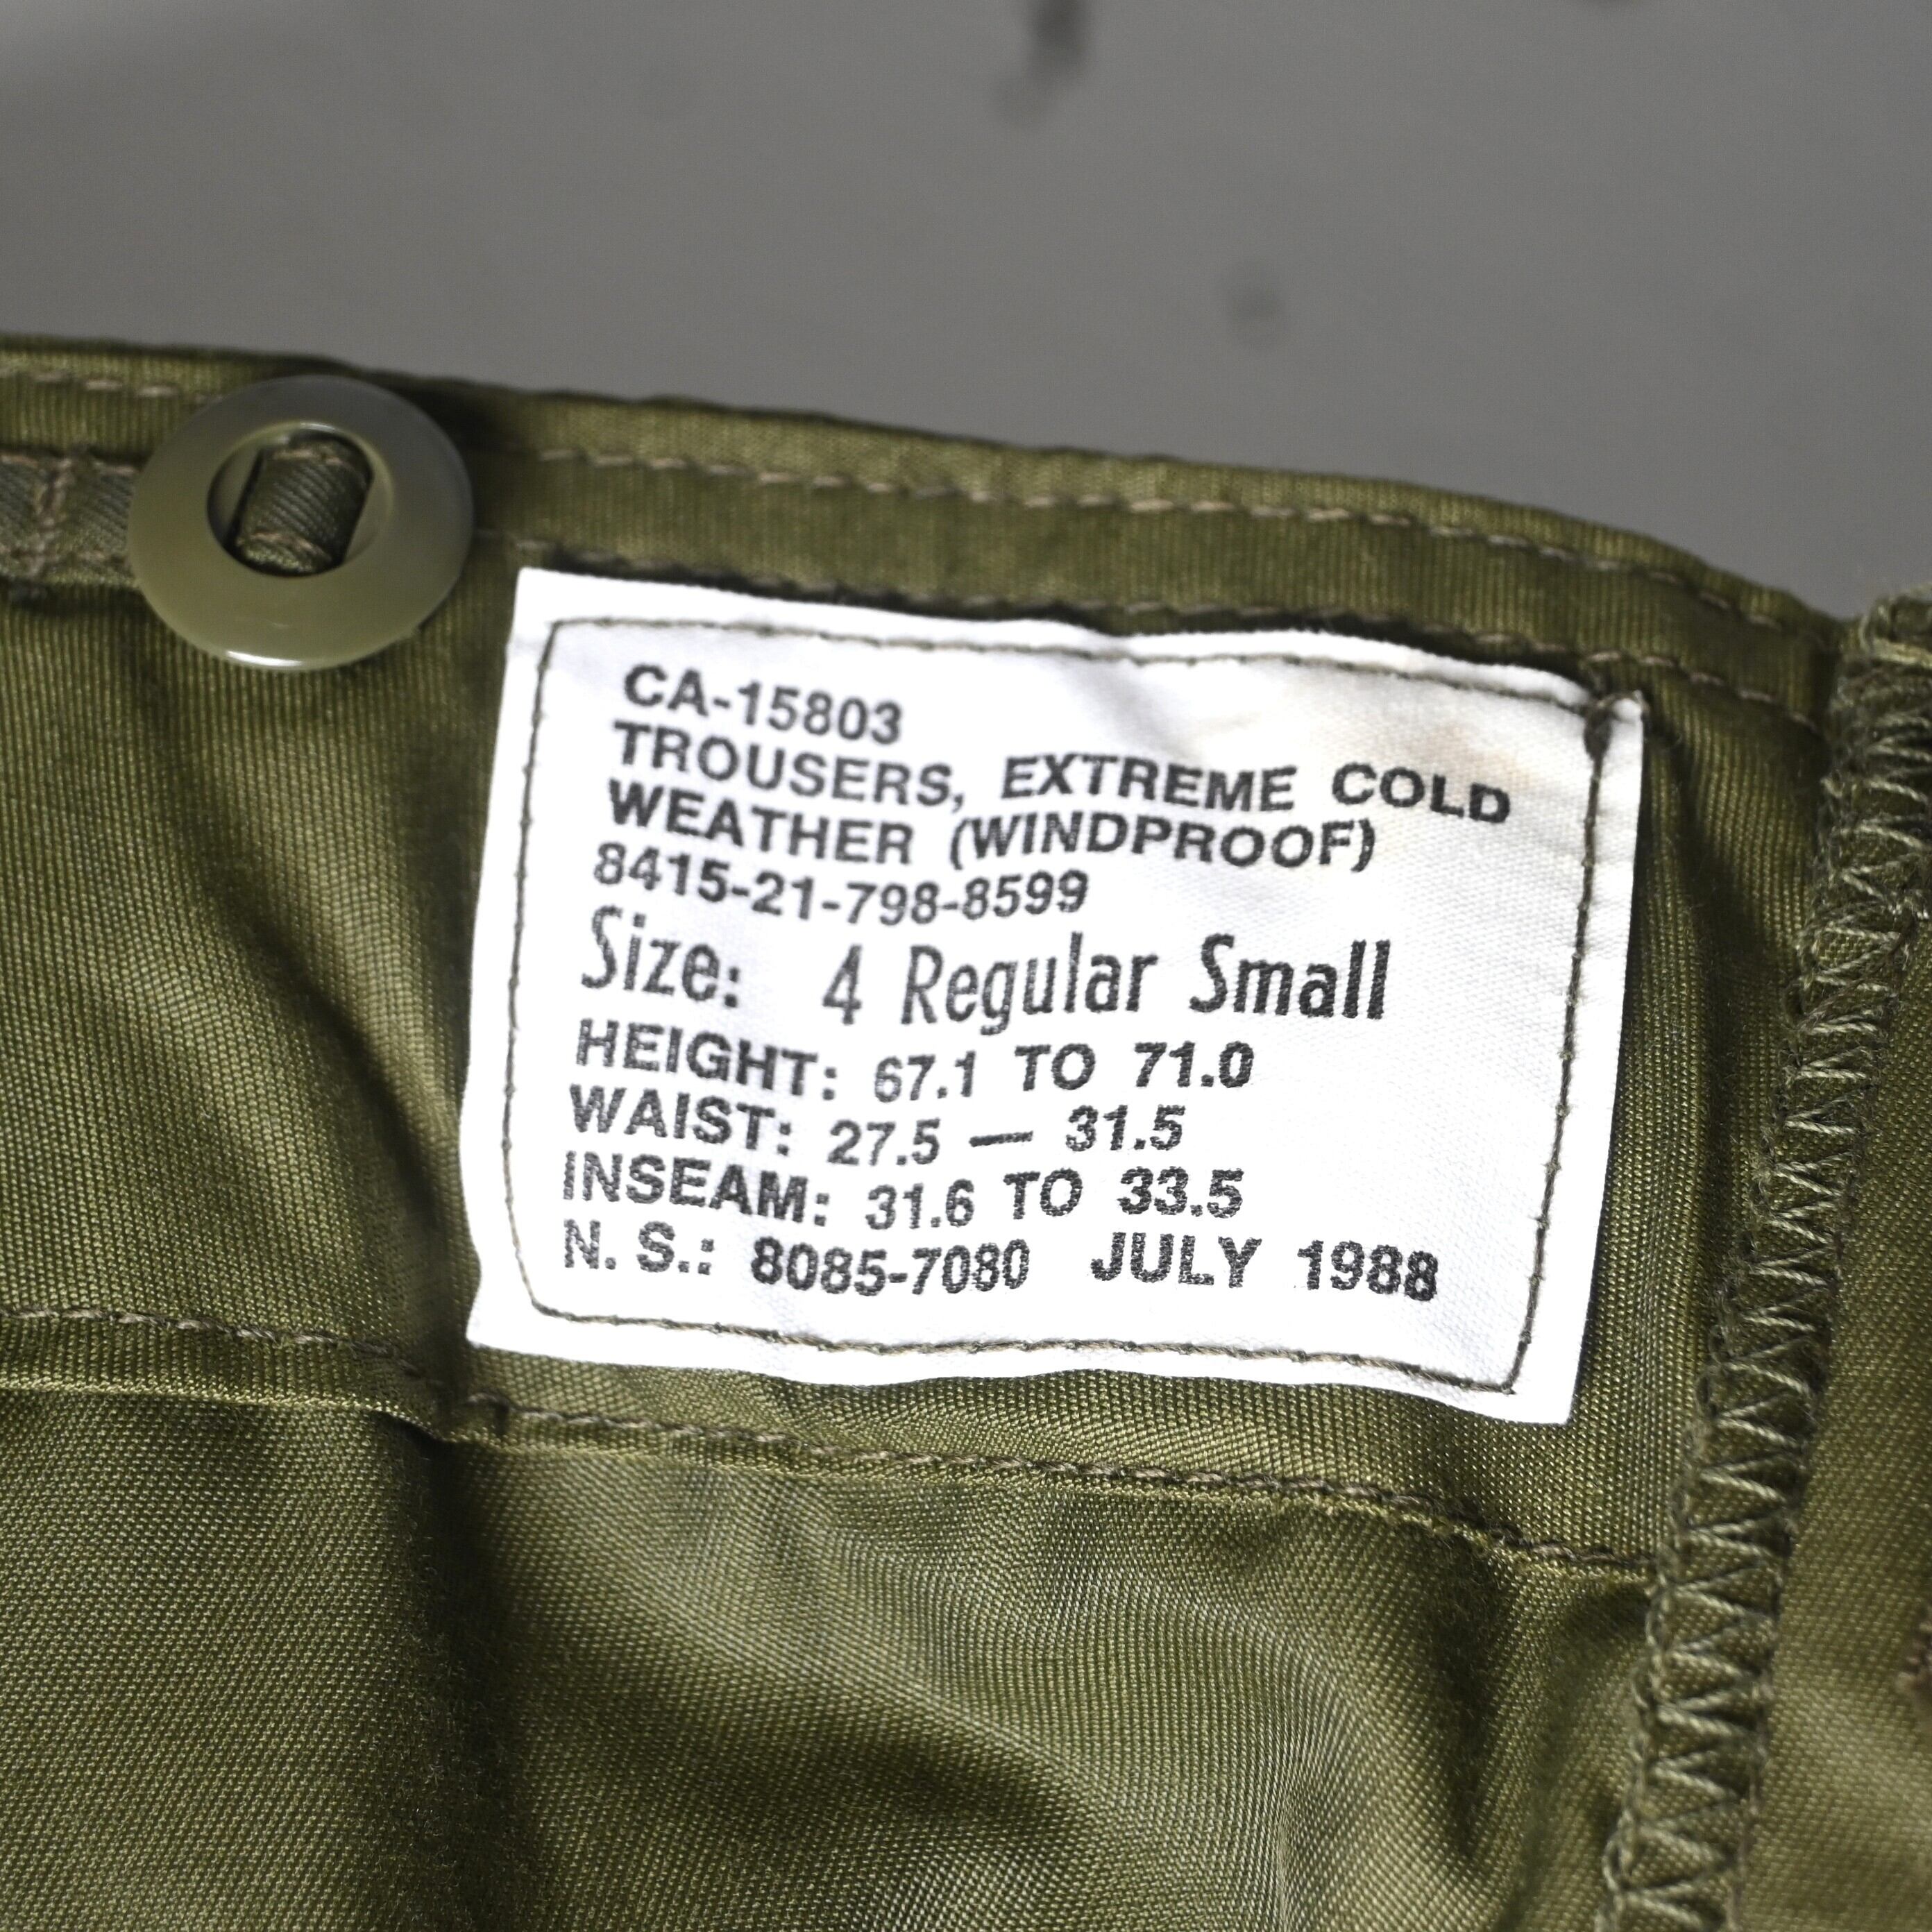 CA-15803
TROUSERS, EXTREME COLD
WEATHER (WINDPROOF)
8415-21-798-8599
Size: 4 Regular Small
HEIGHT: 67.1 TO 71.0
WAIST: 27.5 — 31.5
INSEAM: 31.6 TO 33.5
N. S.: 8085-7080 JULY 1988